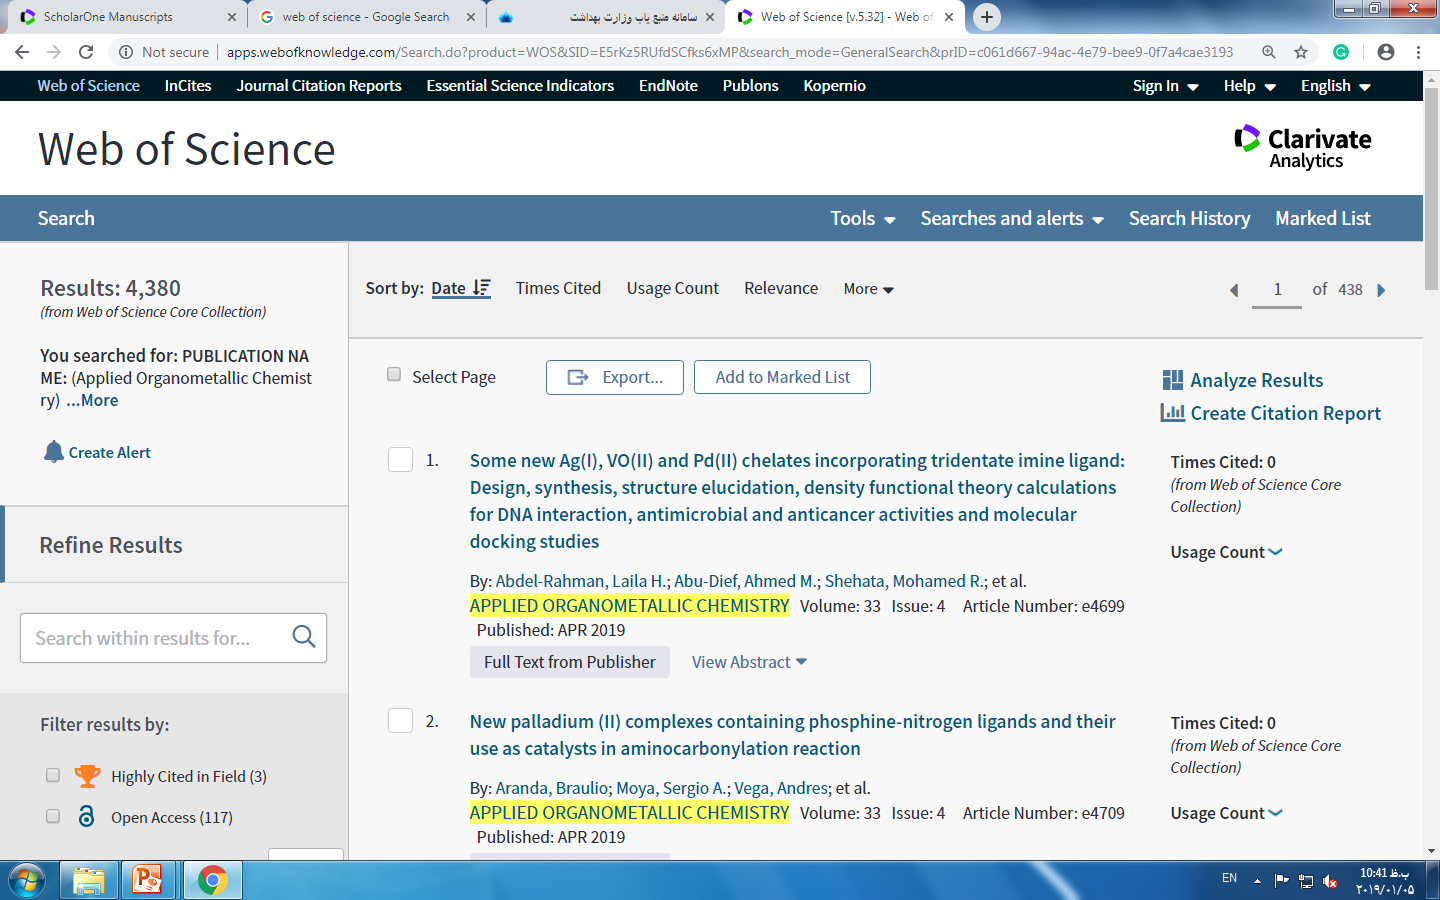 ScholarOne Manuscripts
web of science - Google Search
سامانه منبع یاب وزارت بهداشت
Web of Science [v.5.32] - Web of
Not secure
apps.webofknowledge.com/Search.do?product=WOS&SID=E5rKz5RUfdSCfks6xMP&search_mode=GeneralSearch&prID=c061d667-94ac-4e79-bee9-0f7a4cae3193
Web of Science InCites Journal Citation Reports Essential Science Indicators EndNote Publons Kopernio Sign In Help English
Web of Science
Clarivate
Analytics
Search Tools Searches and alerts Search History Marked List
Results: 4,380
(from Web of Science Core Collection)
You searched for: PUBLICATION NA
ME: (Applied Organometallic Chemist
ry) ...More
Create Alert
Refine Results
Search within results for...
Filter results by:
Highly Cited in Field (3)
Open Access (117)
Sort by: Date Times Cited Usage Count Relevance More
1 of 438
Select Page Export... Add to Marked List
Analyze Results
Create Citation Report
1.
Some new Ag(I), VO(II) and Pd(II) chelates incorporating tridentate imine ligand:
Design, synthesis, structure elucidation, density functional theory calculations
for DNA interaction, antimicrobial and anticancer activities and molecular
docking studies
By: Abdel-Rahman, Laila H.; Abu-Dief, Ahmed M.; Shehata, Mohamed R.; et al.
APPLIED ORGANOMETALLIC CHEMISTRY Volume: 33 Issue: 4 Article Number: e4699
Published: APR 2019
Full Text from Publisher View Abstract
Times Cited: 0
(from Web of Science Core
Collection)
Usage Count
2.
New palladium (II) complexes containing phosphine-nitrogen ligands and their
use as catalysts in aminocarbonylation reaction
By: Aranda, Braulio; Moya, Sergio A.; Vega, Andres; et al.
APPLIED ORGANOMETALLIC CHEMISTRY Volume: 33 Issue: 4 Article Number: e4709
Published: APR 2019
Times Cited: 0
(from Web of Science Core
Collection)
Usage Count
EN
10:41 ب.ظ
۲۰۱۹/۰۱/۰۵